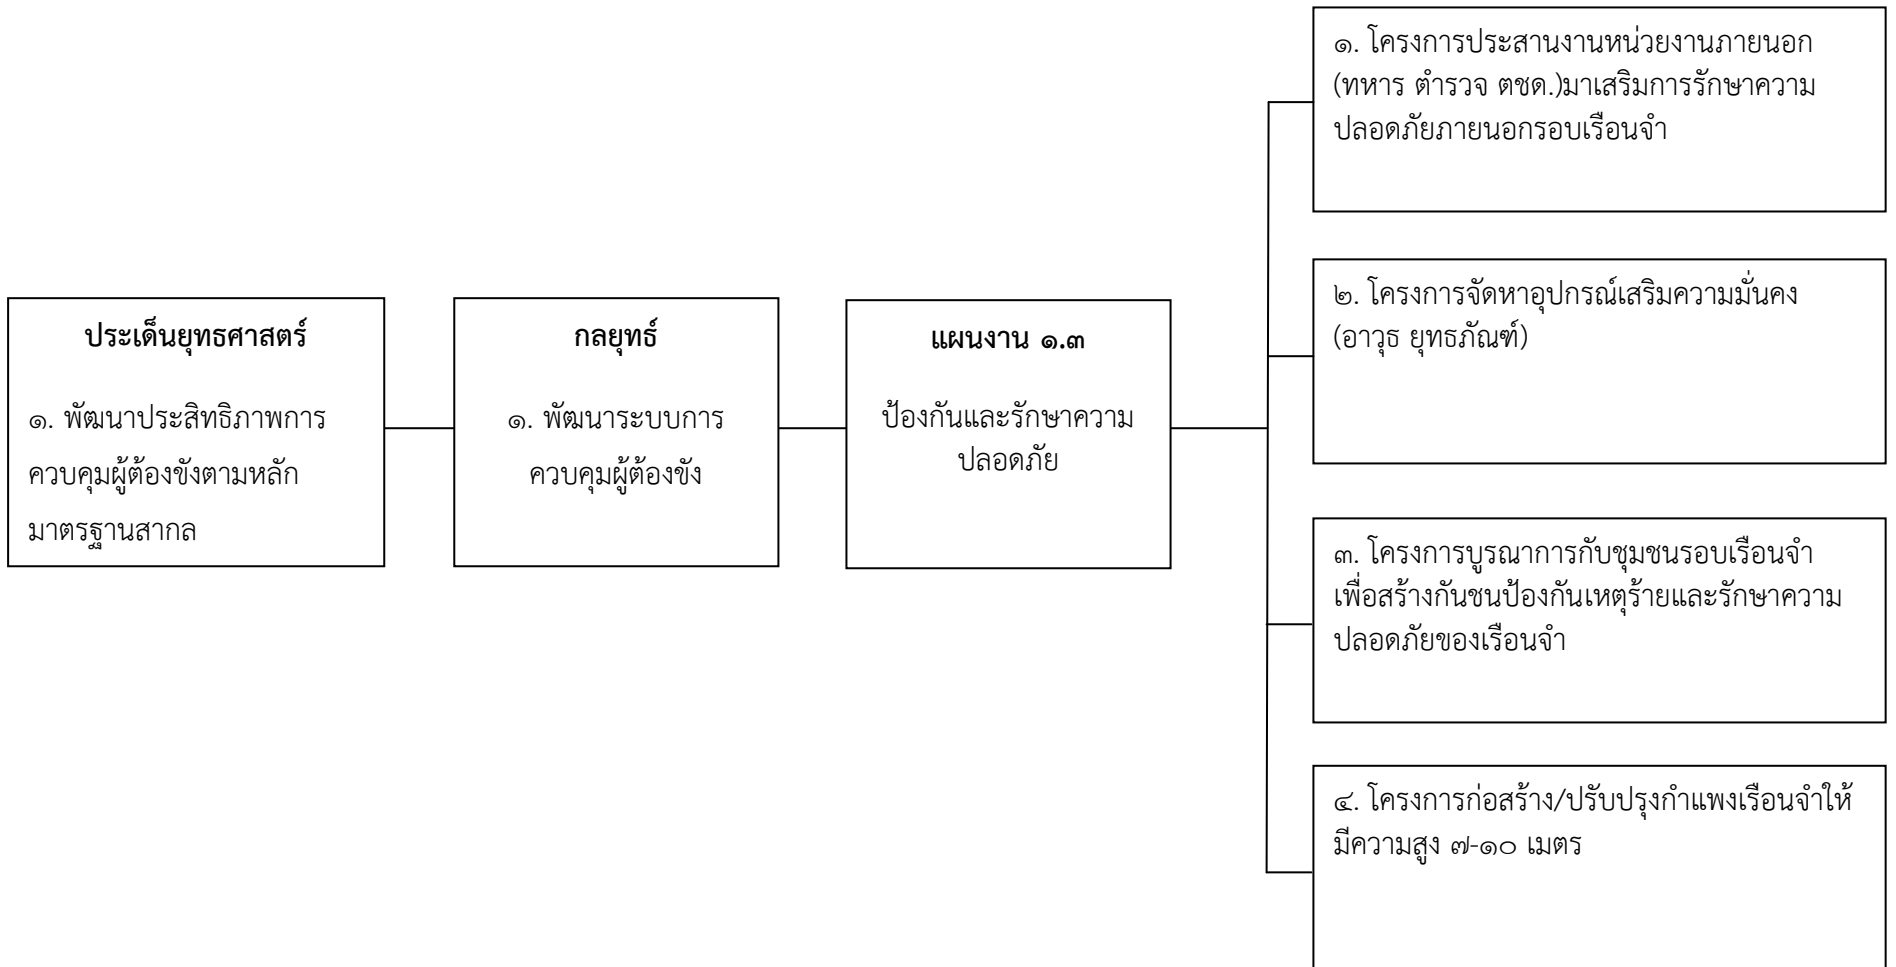 ประเด็นยุทธศาสตร์
๑. พัฒนาประสิทธิภาพการ
ควบคุมผู้ต้องขังตามหลัก
มาตรฐานสากล
กลยุทธ์
๑. พัฒนาระบบการ
ควบคุมผู้ต้องขัง
แผนงาน ๑.๓
ป้องกันและรักษาความ
ปลอดภัย
๑. โครงการประสานงานหน่วยงานภายนอก
(ทหาร ตำรวจ ตชด.)มาเสริมการรักษาความ
ปลอดภัยภายนอกรอบเรือนจำ
๒. โครงการจัดหาอุปกรณ์เสริมความมั่นคง
(อาวุธ ยุทธภัณฑ์)
๓. โครงการบูรณาการกับชุมชนรอบเรือนจำ
เพื่อสร้างกันชนป้องกันเหตุร้ายและรักษาความ
ปลอดภัยของเรือนจำ
๔. โครงการก่อสร้าง/ปรับปรุงกำแพงเรือนจำให้
มีความสูง ๗-๑๐ เมตร